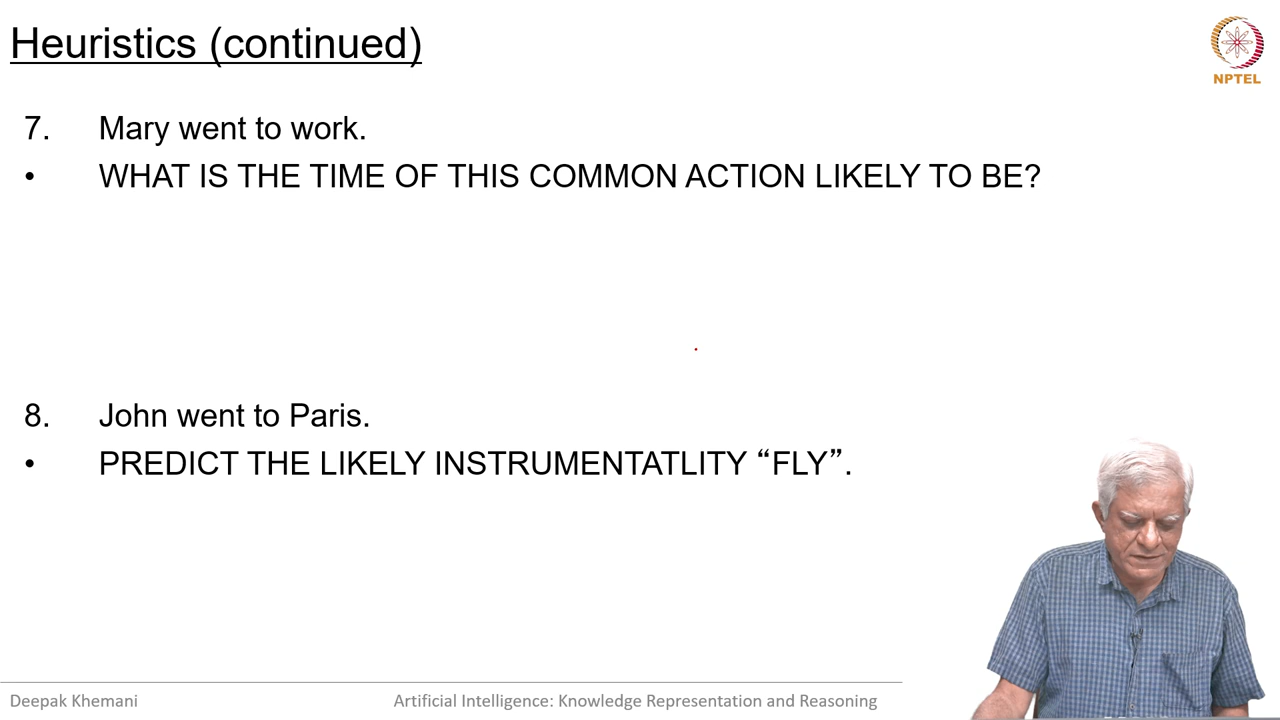 Heuristics (continued)
NPTEL
7. Mary went to work.
• WHAT IS THE TIME OF THIS COMMON ACTION LIKELY TO BE?
8. John went to Paris.
• PREDICT THE LIKELY INSTRUMENTATLITY “FLY”.
Deepak Khemani
Artificial Intelligence: Knowledge Representation and Reasoning